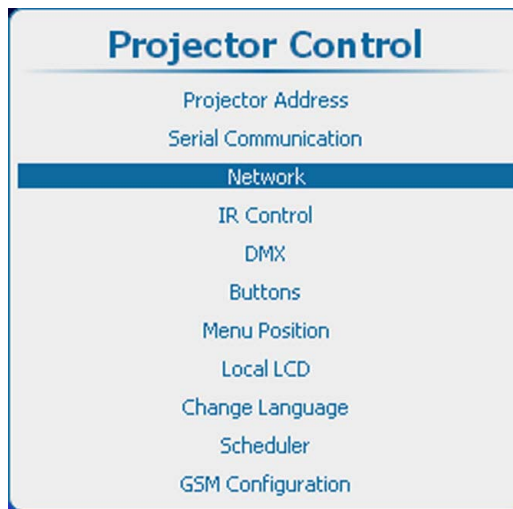 Projector Control
Projector Address
Serial Communication
Network
IR Control
DMX
Buttons
Menu Position
Local LCD
Change Language
Scheduler
GSM Configuration